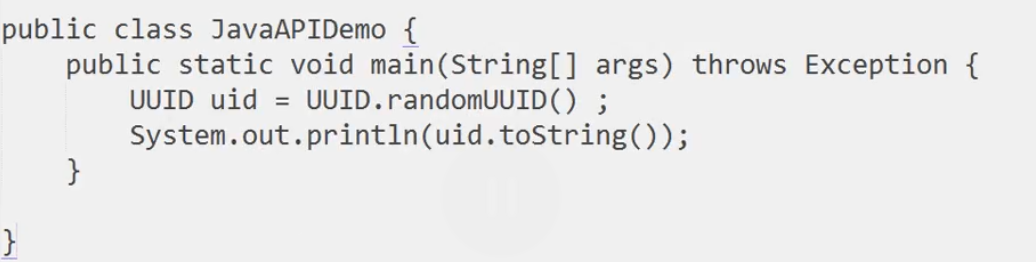 public class JavaAPIDemo {
    public static void main(String[] args) throws Exception {
        UUID uid = UUID.randomUUID() ;
        System.out.println(uid.toString());
    }
}